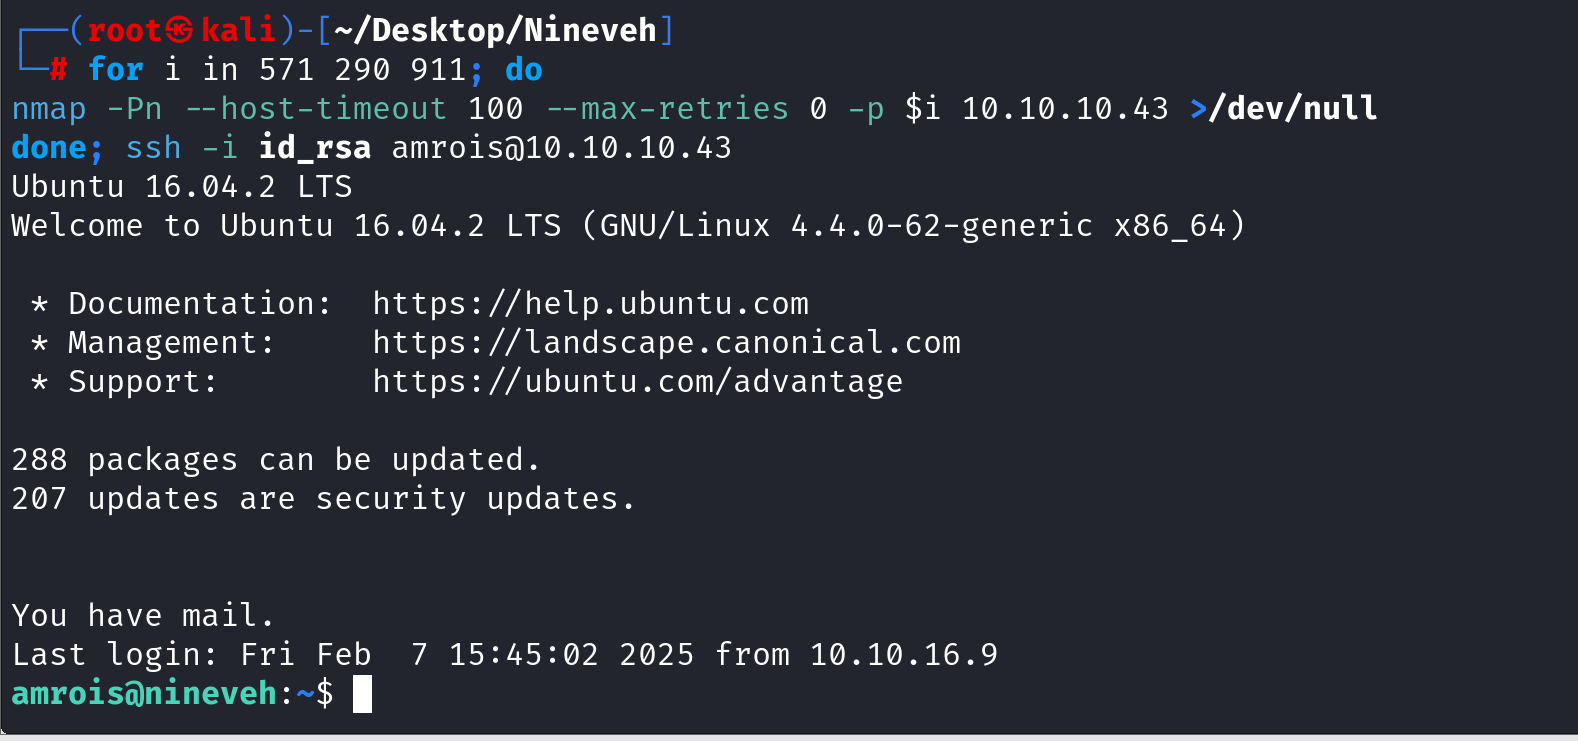 ┌──(root㉿kali)-[~/Desktop/Nineveh]
└─# for i in 571 290 911; do
nmap -Pn --host-timeout 100 --max-retries 0 -p $i 10.10.10.43 >/dev/null
done; ssh -i id_rsa amrois@10.10.10.43
Ubuntu 16.04.2 LTS
Welcome to Ubuntu 16.04.2 LTS (GNU/Linux 4.4.0-62-generic x86_64)
* Documentation:  https://help.ubuntu.com
* Management:     https://landscape.canonical.com
* Support:        https://ubuntu.com/advantage
288 packages can be updated.
207 updates are security updates.
You have mail.
Last login: Fri Feb  7 15:45:02 2025 from 10.10.16.9
amrois@nineveh:~$